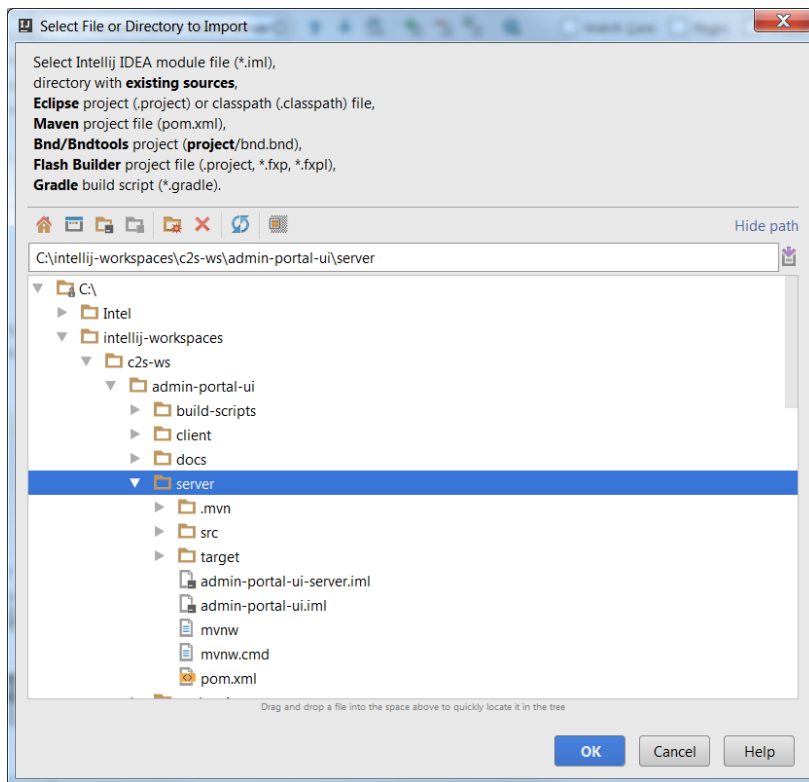 Select File or Directory to Import
Match Case
Regex
Select Intellij IDEA module file (*.iml),
directory with existing sources,
Eclipse project (.project) or classpath (.classpath) file,
Maven project file (pom.xml),
Bnd/Bndtools project (project/bnd.bnd),
Flash Builder project file (.project, *.fxp, *.fxpl),
Gradle build script (*.gradle).
Hide path
C:\intellij-workspaces\c2s-ws\admin-portal-ui\server
C:\
Intel
intellij-workspaces
c2s-ws
admin-portal-ui
build-scripts
client
docs
server
.mvn
src
target
admin-portal-ui-server.iml
admin-portal-ui.iml
mvnw
mvnw.cmd
pom.xml
Drag and drop a file into the space above to quickly locate it in the tree
OK
Cancel
Help